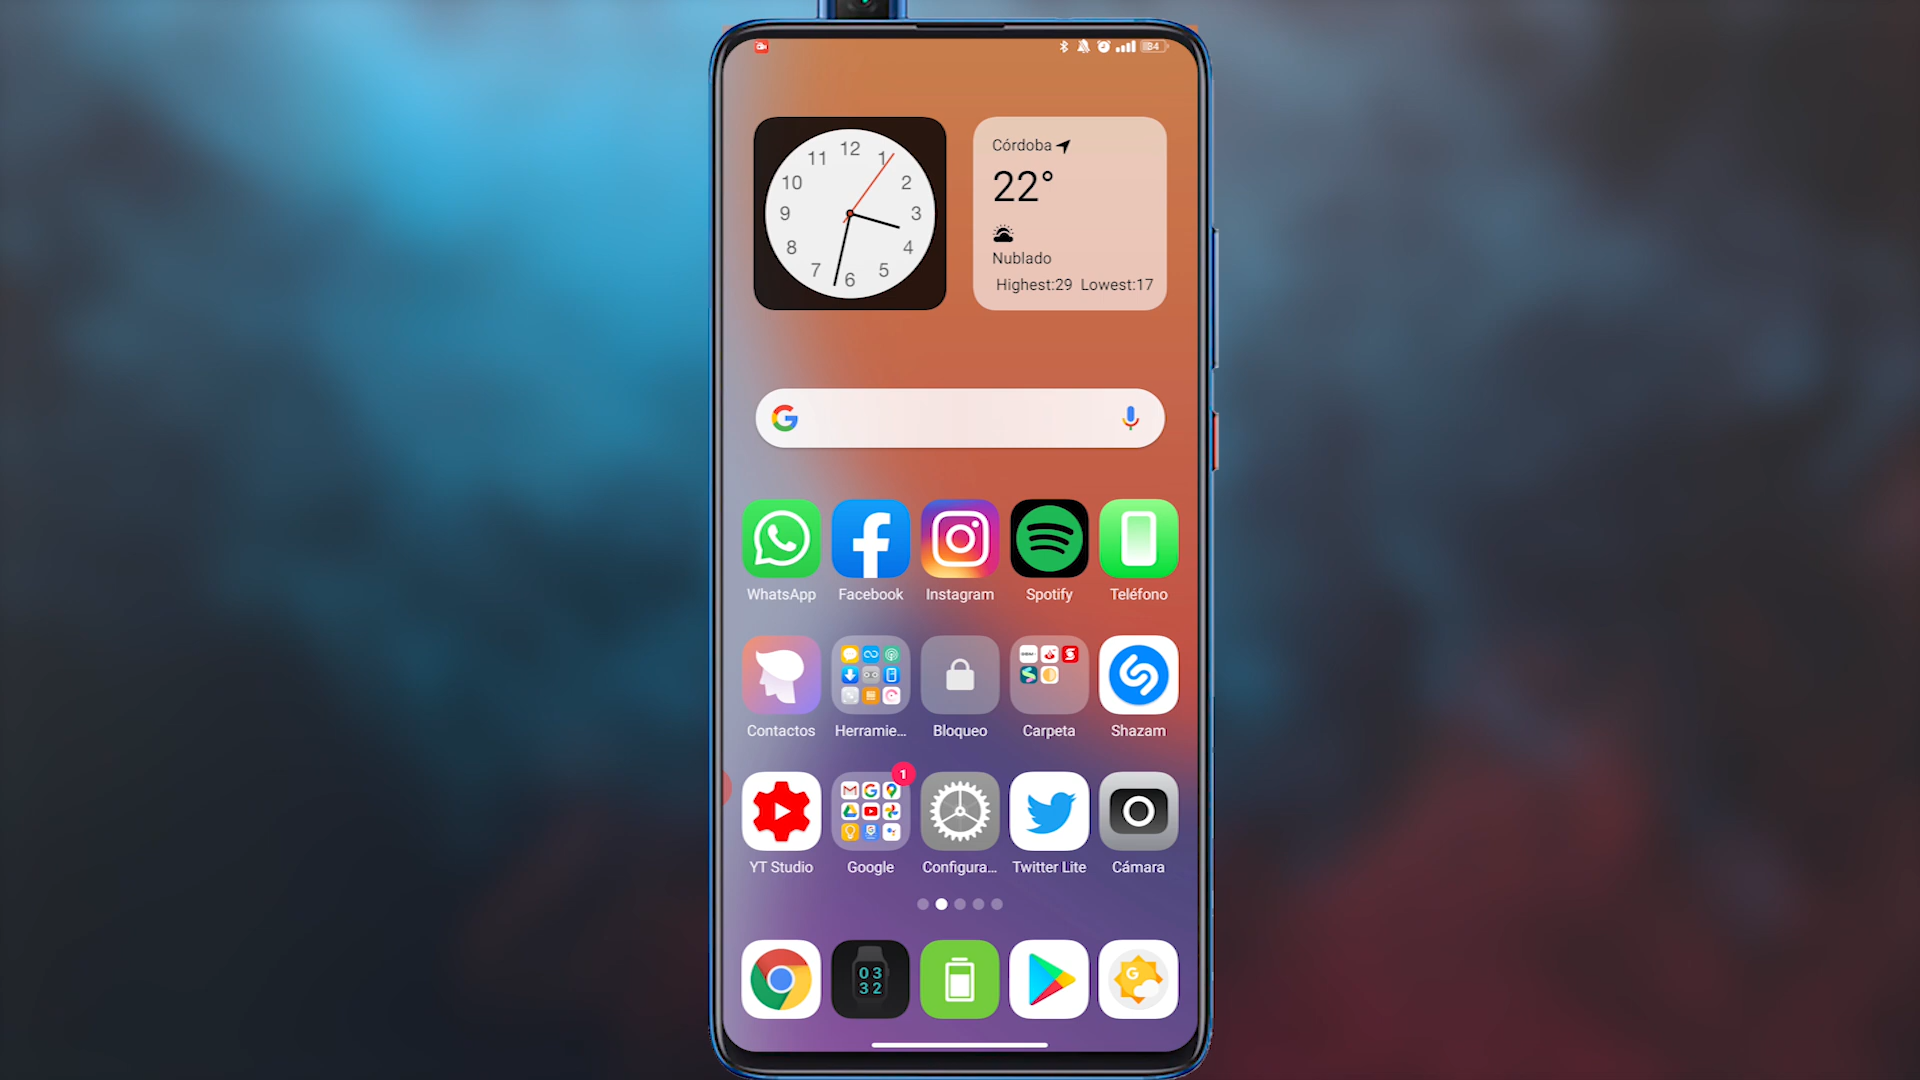 34
12
11
1
10
2
9
3
8
4
7
5
6
Córdoba
22°
Nublado
Highest:29 Lowest:17
WhatsApp
Facebook
Instagram
Spotify
Teléfono
Contactos
Herramie...
Bloqueo
Carpeta
Shazam
1
YT Studio
Google
Configura...
Twitter Lite
Cámara
03
32